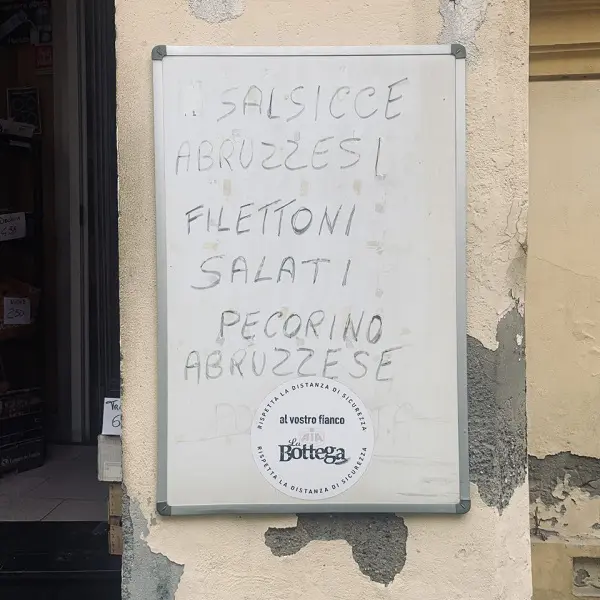 SALSICCE
ABRUZZESI
FILETTONI
SALATI
PECORINO
ABRUZZESE
RISPETTA LA DISTANZA DI SICUREZZA
al vostro fianco
La Bottega
RISPETTA LA DISTANZA DI SICUREZZA